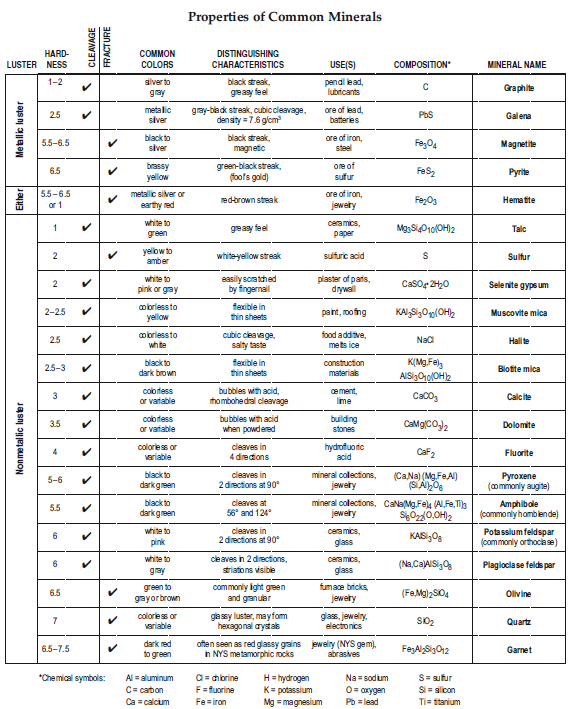 Properties of Common Minerals
LUSTER HARD-NESS CLEAVAGE FRACTURE COMMON COLORS DISTINGUISHING CHARACTERISTICS USE(S) COMPOSITION* MINERAL NAME
Metallic luster
1–2 ✔ silver to gray black streak, greasy feel pencil lead, lubricants C Graphite
2.5 ✔ metallic silver gray-black streak, cubic cleavage, density = 7.6 g/cm³ ore of lead, batteries PbS Galena
5.5–6.5 ✔ black to silver black streak, magnetic ore of iron, steel Fe₃O₄ Magnetite
6.5 ✔ brassy yellow green-black streak, (fool's gold) ore of sulfur FeS₂ Pyrite
Either
5.5 – 6.5 or 1 ✔ metallic silver or earthy red red-brown streak ore of iron, jewelry Fe₂O₃ Hematite
Nonmetallic luster
1 ✔ white to green greasy feel ceramics, paper Mg₃Si₄O₁₀(OH)₂ Talc
2 ✔ yellow to amber white-yellow streak sulfuric acid S Sulfur
2 ✔ white to pink or gray easily scratched by fingernail plaster of paris, drywall CaSO₄•2H₂O Selenite gypsum
2–2.5 ✔ colorless to yellow flexible in thin sheets paint, roofing KAl₃Si₃O₁₀(OH)₂ Muscovite mica
2.5 ✔ colorless to white cubic cleavage, salty taste food additive, melts ice NaCl Halite
2.5–3 ✔ black to dark brown flexible in thin sheets construction materials K(Mg,Fe)₃ AlSi₃O₁₀(OH)₂ Biotite mica
3 ✔ colorless or variable bubbles with acid, rhombohedral cleavage cement, lime CaCO₃ Calcite
3.5 ✔ colorless or variable bubbles with acid when powdered building stones CaMg(CO₃)₂ Dolomite
4 ✔ colorless or variable cleaves in 4 directions hydrofluoric acid CaF₂ Fluorite
5–6 ✔ black to dark green cleaves in 2 directions at 90° mineral collections, jewelry (Ca,Na) (Mg,Fe,Al) (Si,Al)₂O₆ Pyroxene (commonly augite)
5.5 ✔ black to dark green cleaves at 56° and 124° mineral collections, jewelry CaNa(Mg,Fe)₄ (Al,Fe,Ti)₃ Si₆O₂₂(O,OH)₂ Amphibole (commonly hornblende)
6 ✔ white to pink cleaves in 2 directions at 90° ceramics, glass KAlSi₃O₈ Potassium feldspar (commonly orthoclase)
6 ✔ white to gray cleaves in 2 directions, striations visible ceramics, glass (Na,Ca)AlSi₃O₈ Plagioclase feldspar
6.5 ✔ green to gray or brown commonly light green and granular furnace bricks, jewelry (Fe,Mg)₂SiO₄ Olivine
7 ✔ colorless or variable glassy luster, may form hexagonal crystals glass, jewelry, electronics SiO₂ Quartz
6.5–7.5 ✔ dark red to green often seen as red glassy grains in NYS metamorphic rocks jewelry (NYS gem), abrasives Fe₃Al₂Si₃O₁₂ Garnet
*Chemical symbols: Al = aluminum Cl = chlorine H = hydrogen Na = sodium S = sulfur
C = carbon F = fluorine K = potassium O = oxygen Si = silicon
Ca = calcium Fe = iron Mg = magnesium Pb = lead Ti = titanium